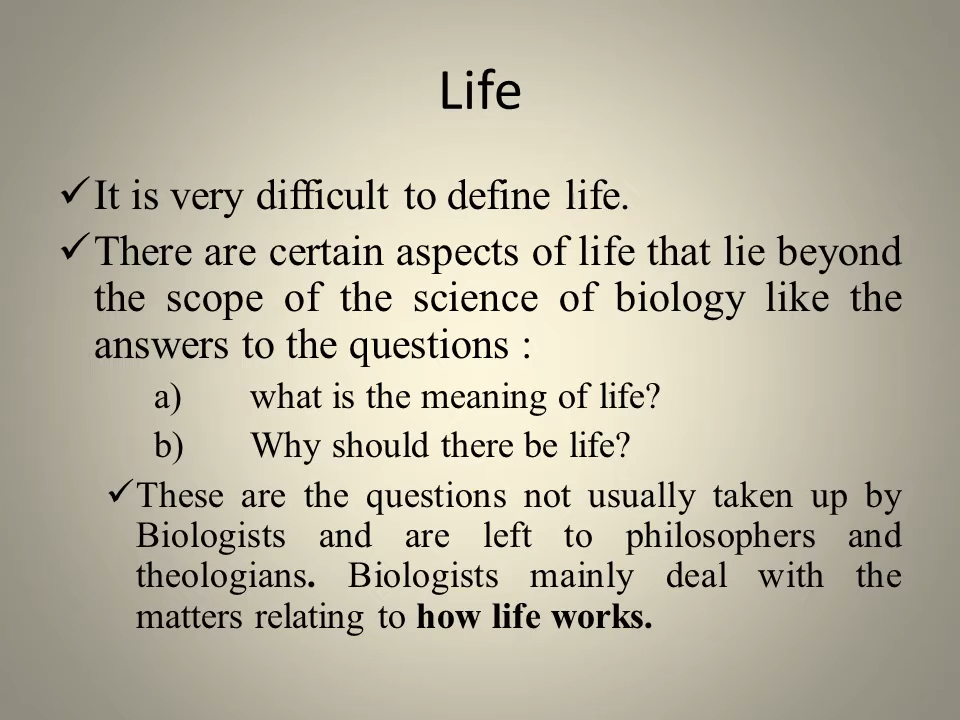 Life
✓ It is very difficult to define life.
✓ There are certain aspects of life that lie beyond
the scope of the science of biology like the
answers to the questions :
a) what is the meaning of life?
b) Why should there be life?
✓ These are the questions not usually taken up by
Biologists and are left to philosophers and
theologians. Biologists mainly deal with the
matters relating to how life works.